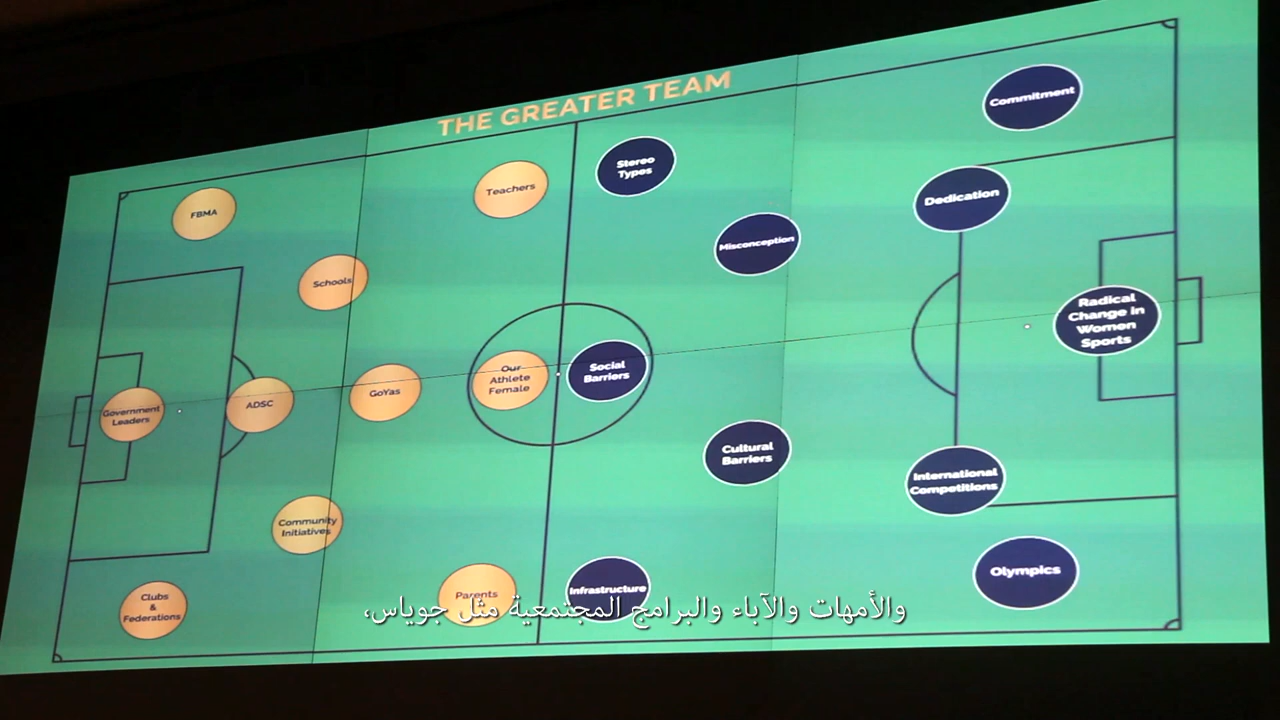 THE GREATER TEAM
FBMA
Schools
Government
Leaders
ADSC
GoYas
Community
Initiatives
Clubs
&
Federations
Teachers
Our
Athlete
Female
Parents
Stereo
Types
Misconception
Social
Barriers
Cultural
Barriers
Infrastructure
Commitment
Dedication
Radical
Change in
Women
Sports
International
Competitions
Olympics
والأمهات والآباء والبرامج المجتمعية مثل جوياس،